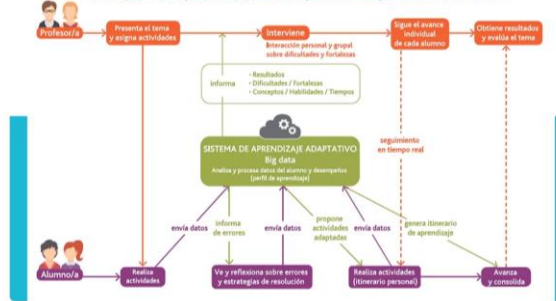 Profesor/a
Presenta el tema
y asigna actividades
Interviene
Interacción personal y grupal
sobre dificultades y fortalezas
Sigue el avance
individual
de cada alumno
Obtiene resultados
y evalúa el tema
informa
· Resultados
· Dificultades / Fortalezas
· Conceptos / Habilidades / Tiempos
SISTEMA DE APRENDIZAJE ADAPTATIVO
Big data
Analiza y procesa datos del alumno y desempeños
(perfil de aprendizaje)
seguimiento
en tiempo real
envía datos
informa
de errores
envía datos
propone
actividades
adaptadas
envía datos
genera itinerario
de aprendizaje
Alumno/a
Realiza
actividades
Ve y reflexiona sobre errores
y estrategias de resolución
Realiza actividades
(itinerario personal)
Avanza
y consolida